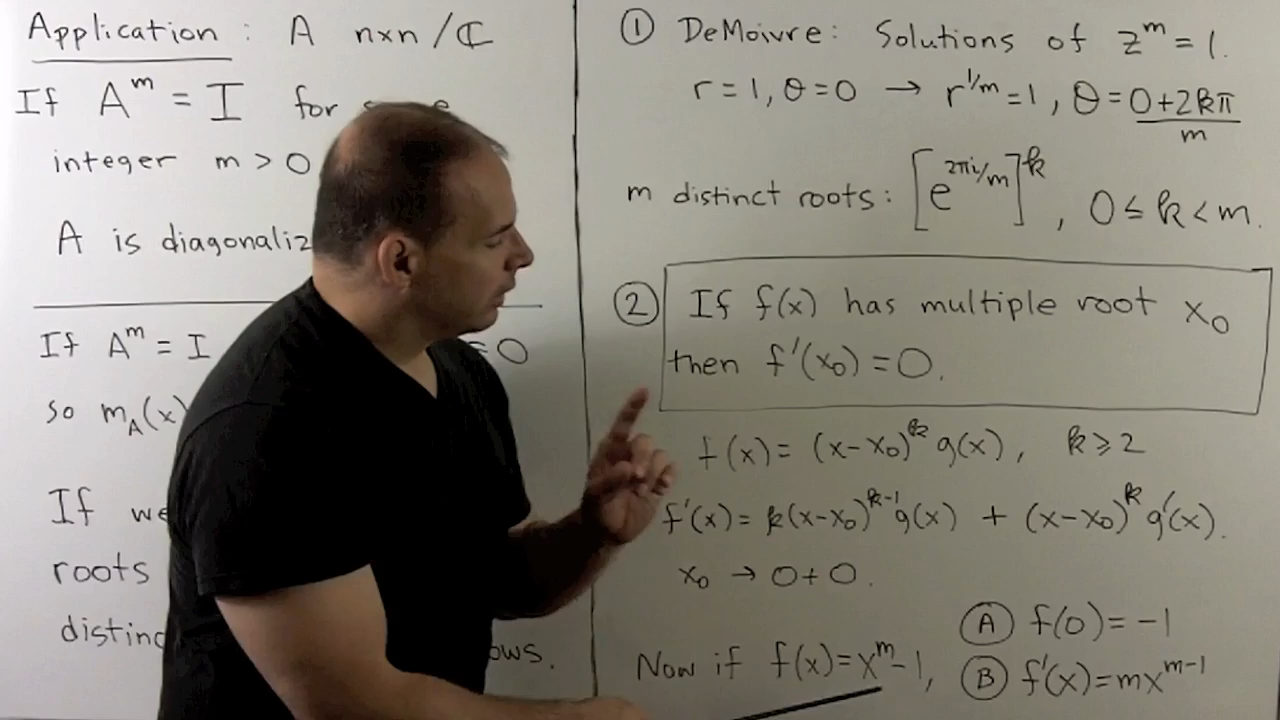 Application : A n×n / ℂ
If A^m = I for
integer m > 0
A is
If A^m = I = 0
so m_A(x)
If we
roots
① DeMoivre: Solutions of z^m = 1.
r = 1, θ = 0 → r^{1/m} = 1, θ = (0+2kπ)/m
m distinct roots: [e^{2πi/m}]^k, 0 ≤ k < m.
② If f(x) has multiple root x₀
then f'(x₀) = 0.
f(x) = (x-x₀)^k g(x), k ⩾ 2
f'(x) = k(x-x₀)^{k-1} g(x) + (x-x₀)^k g'(x).
x₀ → 0 + 0.
Now if f(x) = x^m - 1,
Ⓐ f(0) = -1
Ⓑ f'(x) = mx^{m-1}